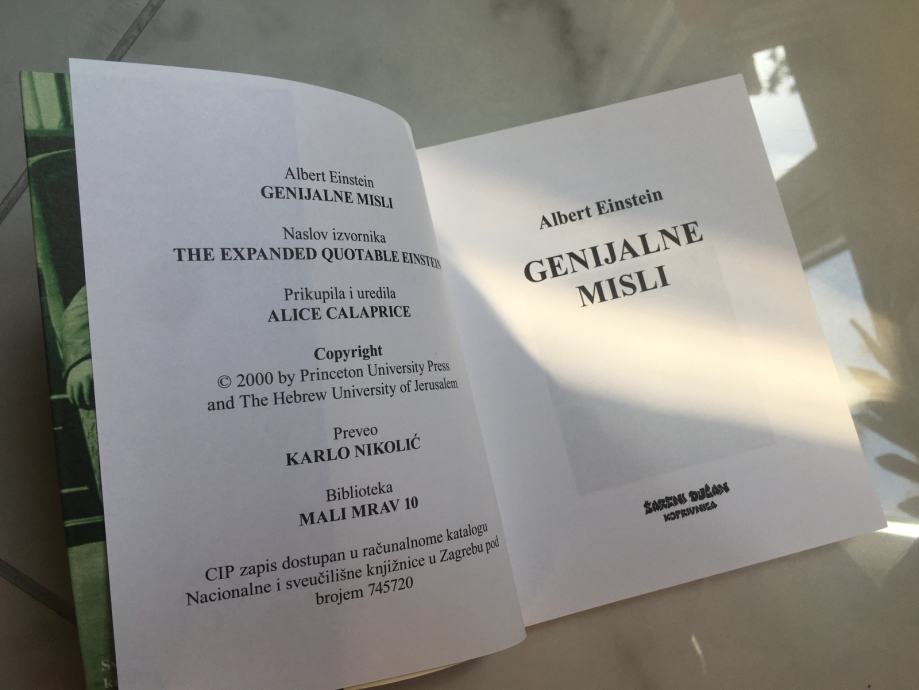 Albert Einstein
GENIJALNE MISLI
Naslov izvornika
THE EXPANDED QUOTABLE EINSTEIN
Prikupila i uredila
ALICE CALAPRICE
Copyright
© 2000 by Princeton University Press
and The Hebrew University of Jerusalem
Preveo
KARLO NIKOLIĆ
Biblioteka
MALI MRAV 10
CIP zapis dostupan u računalnome katalogu
Nacionalne i sveučilišne knjižnice u Zagrebu pod
brojem 745720
Albert Einstein
GENIJALNE
MISLI
ŠARENI DUĆAN
KOPRIVNICA